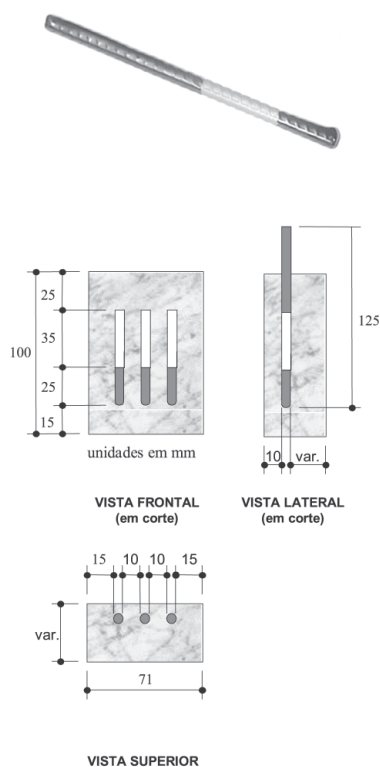 25
35
100
25
15
unidades em mm
125
10 var.
VISTA FRONTAL
(em corte)
VISTA LATERAL
(em corte)
15 10 10 15
var.
71
VISTA SUPERIOR